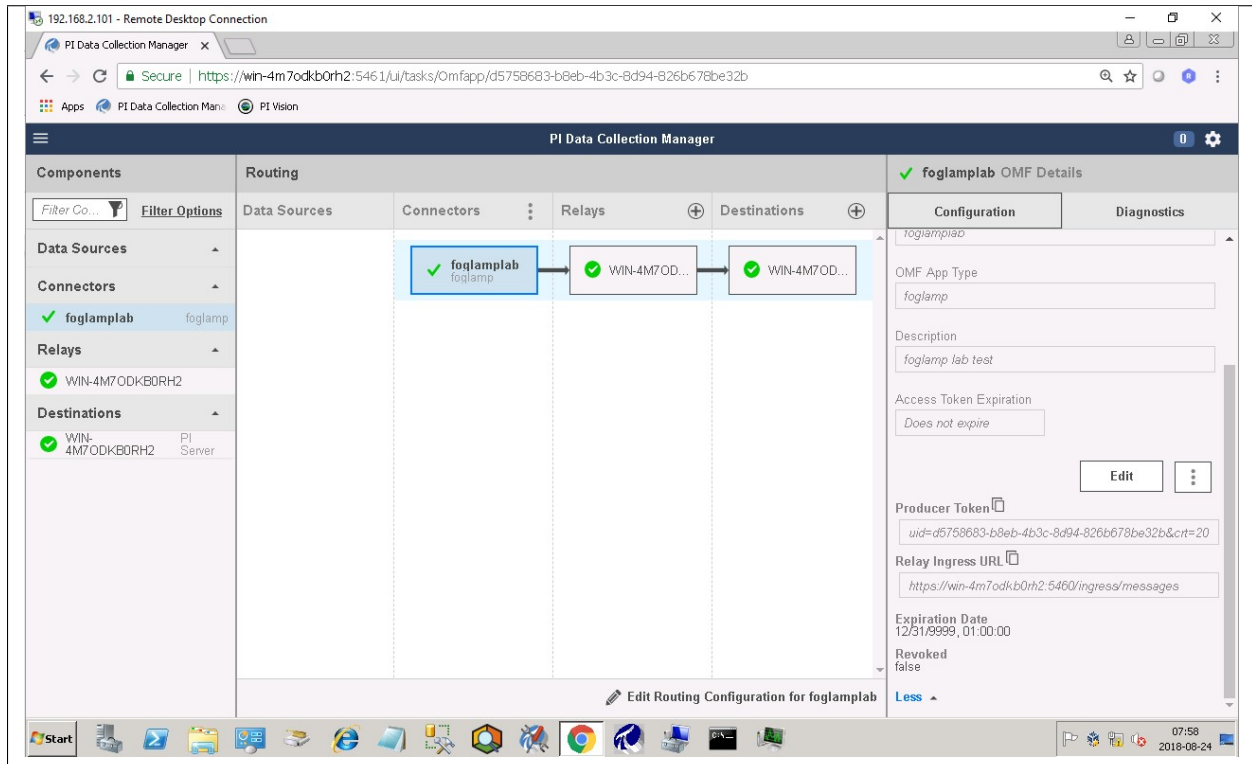 192.168.2.101 - Remote Desktop Connection
PI Data Collection Manager
Secure | https://win-4m7odkb0rh2:5461/ui/tasks/Omfapp/d5758683-b8eb-4b3c-8d94-826b678be32b
Apps PI Data Collection Mana PI Vision
PI Data Collection Manager 0
Components
Filter Co... Filter Options
Data Sources
Connectors
foglamplab foglamp
Relays
WIN-4M7ODKB0RH2
Destinations
WIN-4M7ODKB0RH2 PI Server
Routing
Data Sources Connectors Relays Destinations
foglamplab
foglamp
WIN-4M7OD...
WIN-4M7OD...
Edit Routing Configuration for foglamplab
foglamplab OMF Details
Configuration Diagnostics
foglamplab
OMF App Type
foglamp
Description
foglamp lab test
Access Token Expiration
Does not expire
Edit
Producer Token
uid=d5758683-b8eb-4b3c-8d94-826b678be32b&crt=20
Relay Ingress URL
https://win-4m7odkb0rh2:5460/ingress/messages
Expiration Date
12/31/9999, 01:00:00
Revoked
false
Less
Start
07:58
2018-08-24